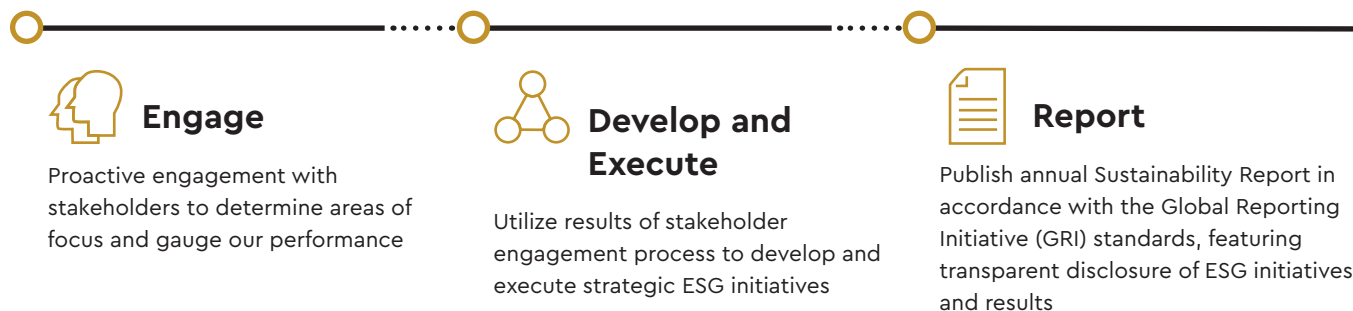 Engage
Proactive engagement with
stakeholders to determine areas of
focus and gauge our performance
Develop and
Execute
Utilize results of stakeholder
engagement process to develop and
execute strategic ESG initiatives
Report
Publish annual Sustainability Report in
accordance with the Global Reporting
Initiative (GRI) standards, featuring
transparent disclosure of ESG initiatives
and results